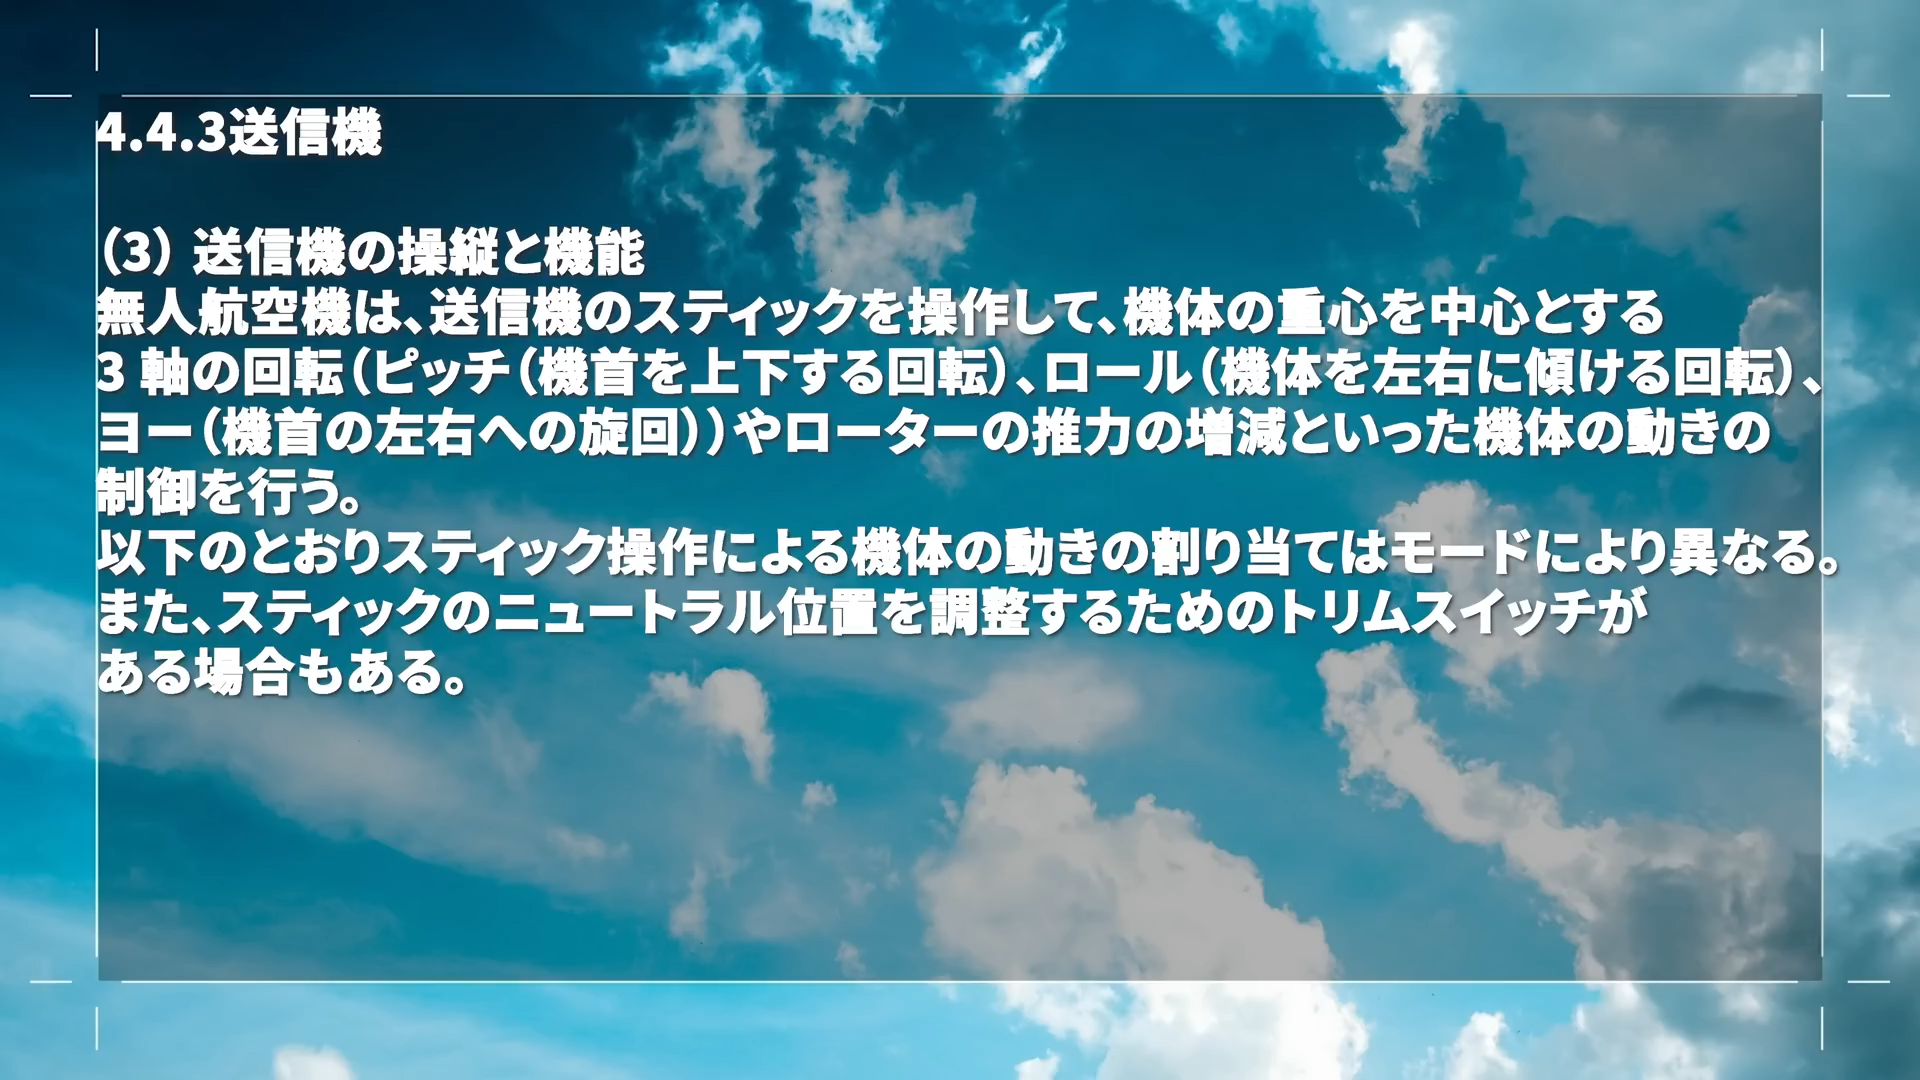 4.4.3送信機
（3）送信機の操縦と機能
無人航空機は、送信機のスティックを操作して、機体の重心を中心とする
3 軸の回転（ピッチ（機首を上下する回転）、ロール（機体を左右に傾ける回転）、
ヨー（機首の左右への旋回））やローターの推力の増減といった機体の動きの
制御を行う。
以下のとおりスティック操作による機体の動きの割り当てはモードにより異なる。
また、スティックのニュートラル位置を調整するためのトリムスイッチが
ある場合もある。